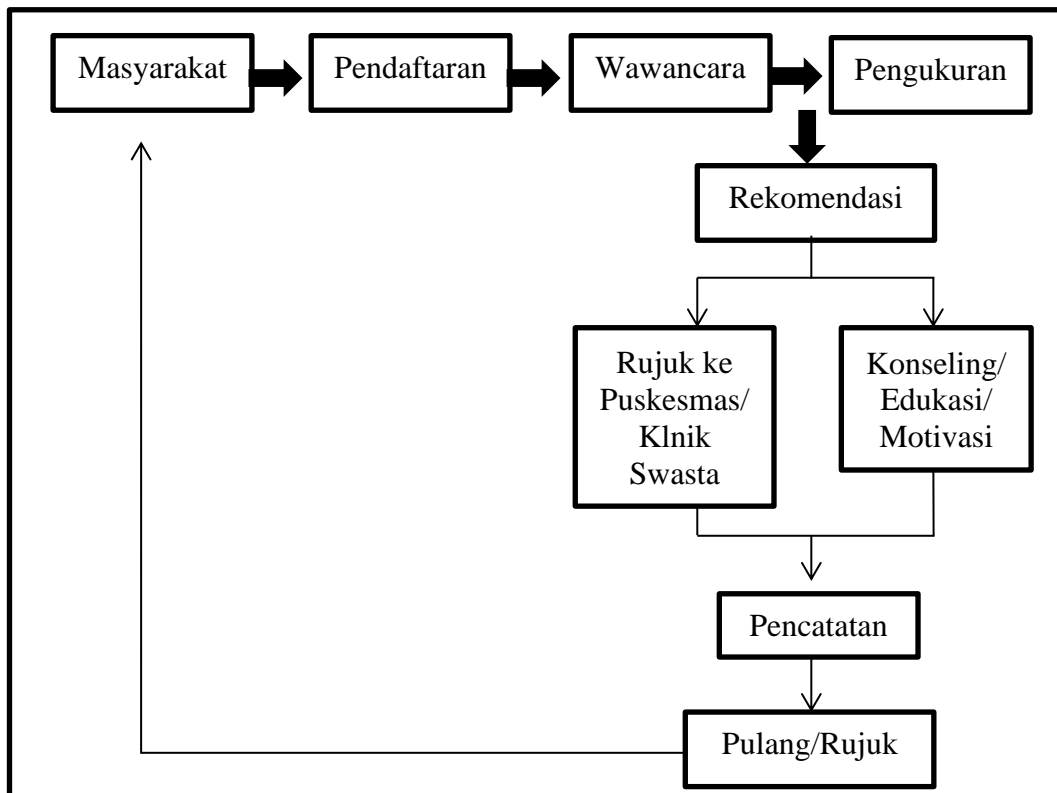 Masyarakat
Pendaftaran
Wawancara
Pengukuran
Rekomendasi
Rujuk ke
Puskesmas/
Klnik
Swasta
Konseling/
Edukasi/
Motivasi
Pencatatan
Pulang/Rujuk